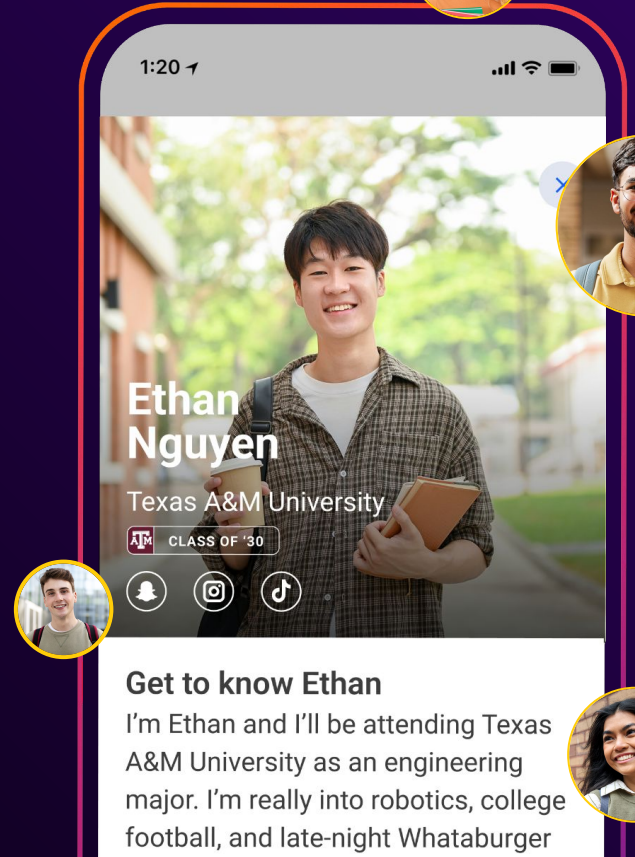 1:20
Ethan
Nguyen
Texas A&M University
ATM CLASS OF ‘30
Get to know Ethan
I’m Ethan and I’ll be attending Texas
A&M University as an engineering
major. I’m really into robotics, college
football, and late-night Whataburger